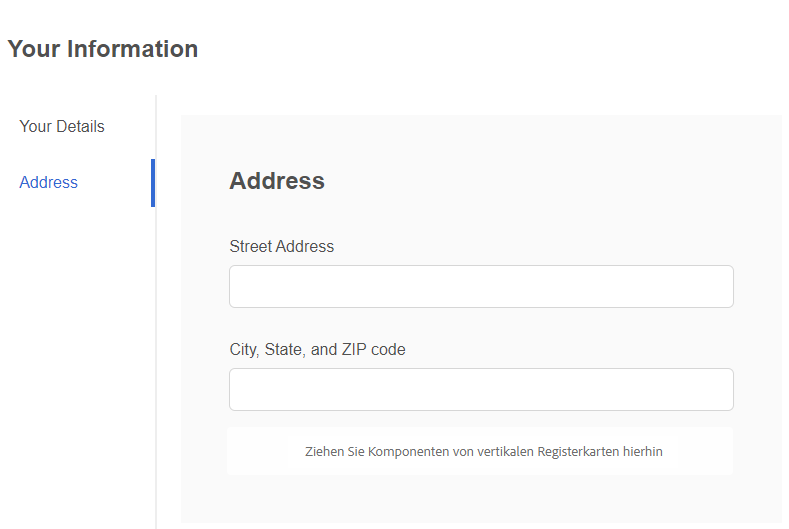 Your Information
Your Details
Address
Address
Street Address
City, State, and ZIP code
Ziehen Sie Komponenten von vertikalen Registerkarten hierhin